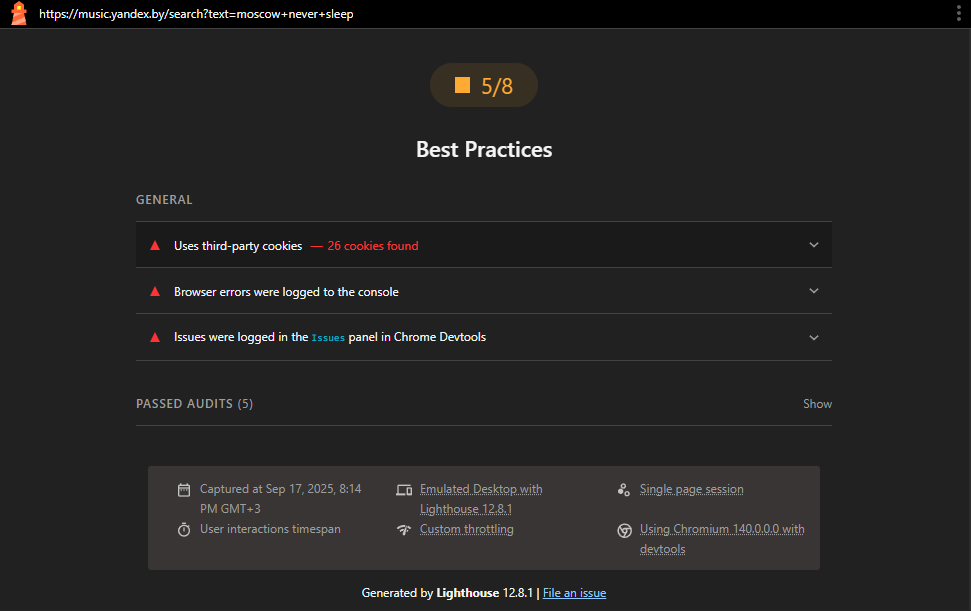 https://music.yandex.by/search?text=moscow+never+sleep
5/8
Best Practices
GENERAL
Uses third-party cookies — 26 cookies found
Browser errors were logged to the console
Issues were logged in the Issues panel in Chrome Devtools
PASSED AUDITS (5) Show
Captured at Sep 17, 2025, 8:14
PM GMT+3
Emulated Desktop with
Lighthouse 12.8.1
Single page session
User interactions timespan
Custom throttling
Using Chromium 140.0.0.0 with
devtools
Generated by Lighthouse 12.8.1 | File an issue